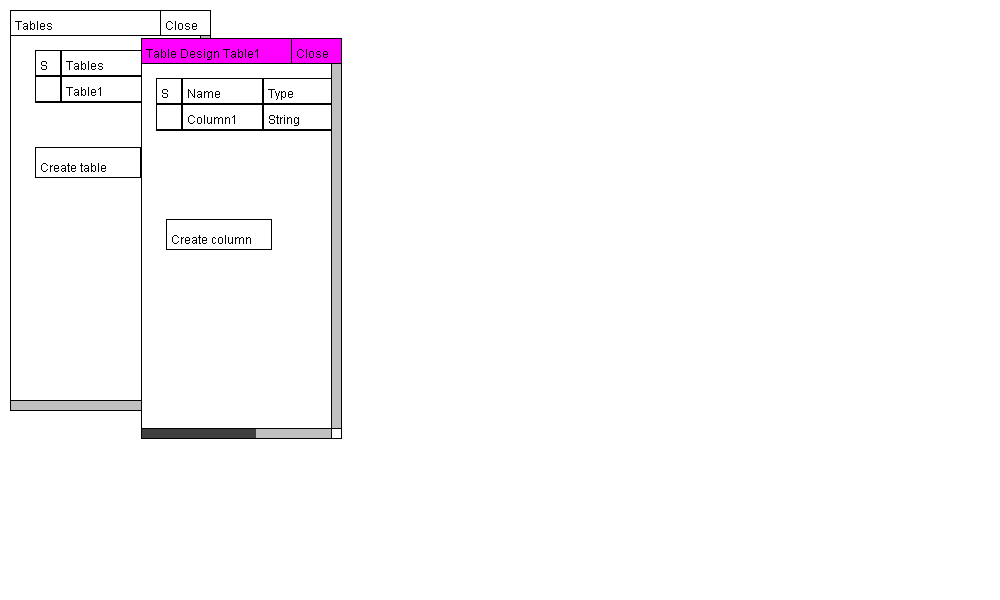 Tables Close
S Tables
Table1
Create table
Table Design Table1 Close
S Name Type
Column1 String
Create column